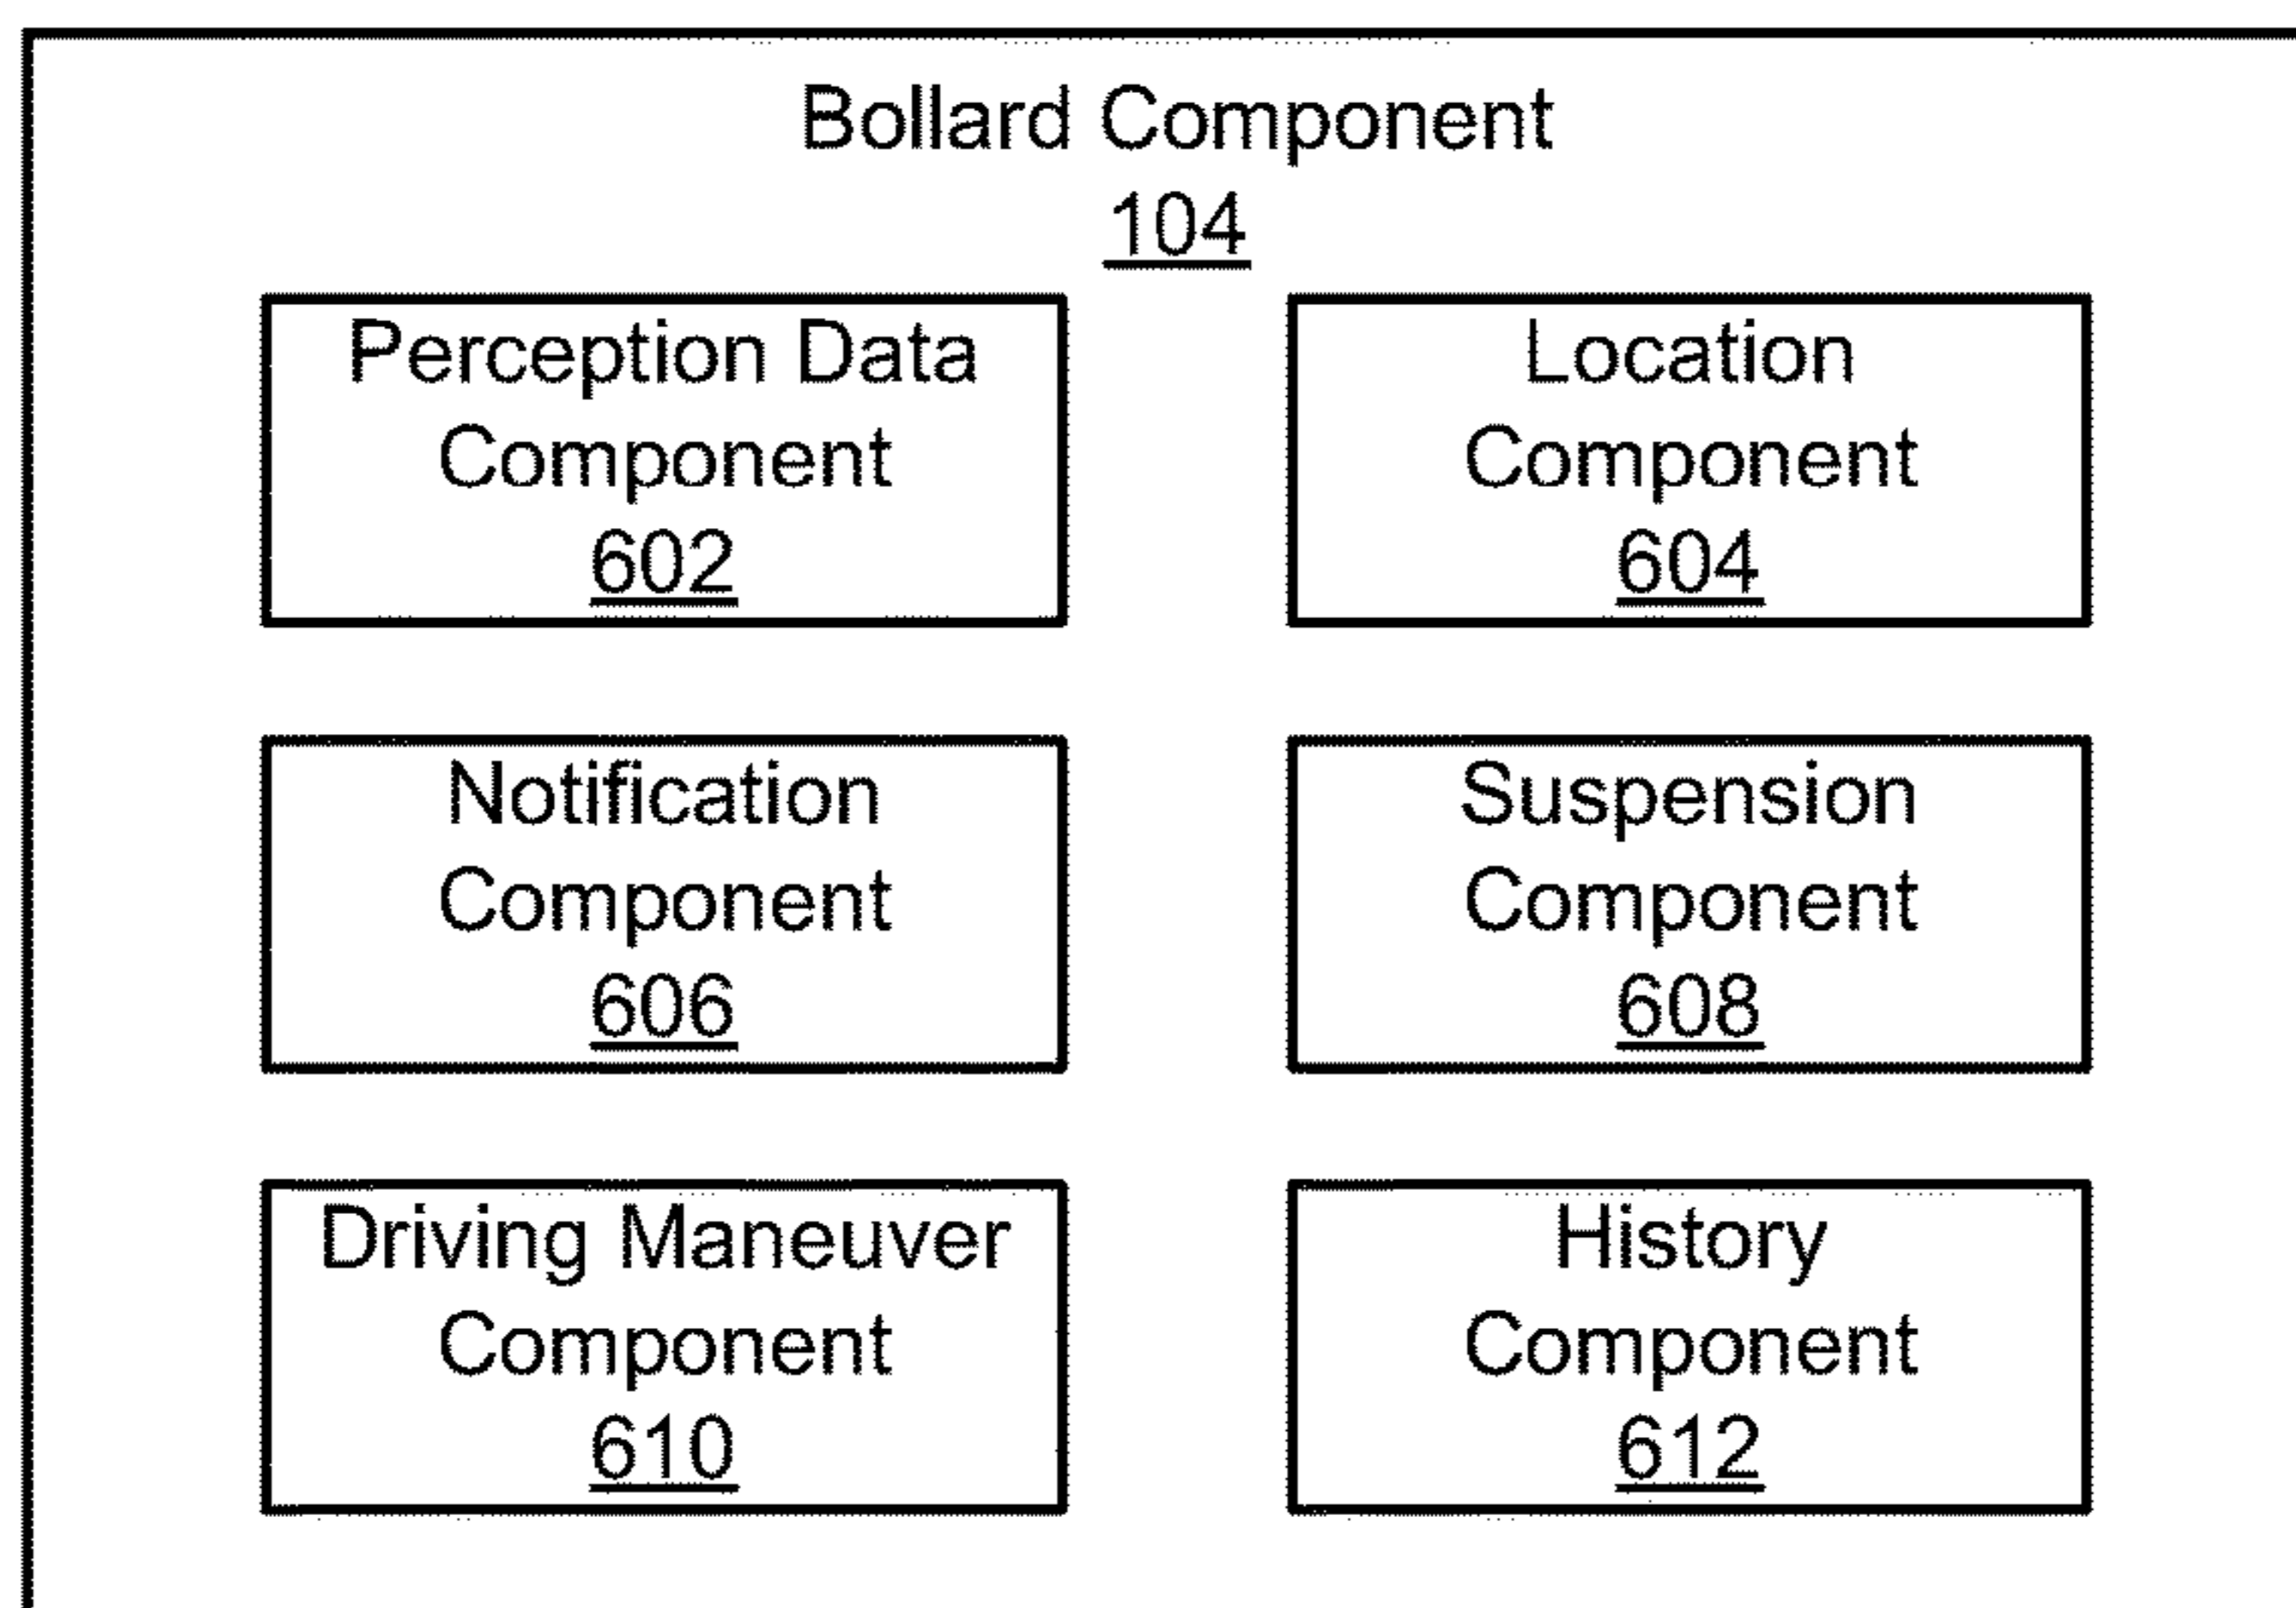 Bollard Component
104
Perception Data
Component
602
Location
Component
604
Notification
Component
606
Suspension
Component
608
Driving Maneuver
Component
610
History
Component
612